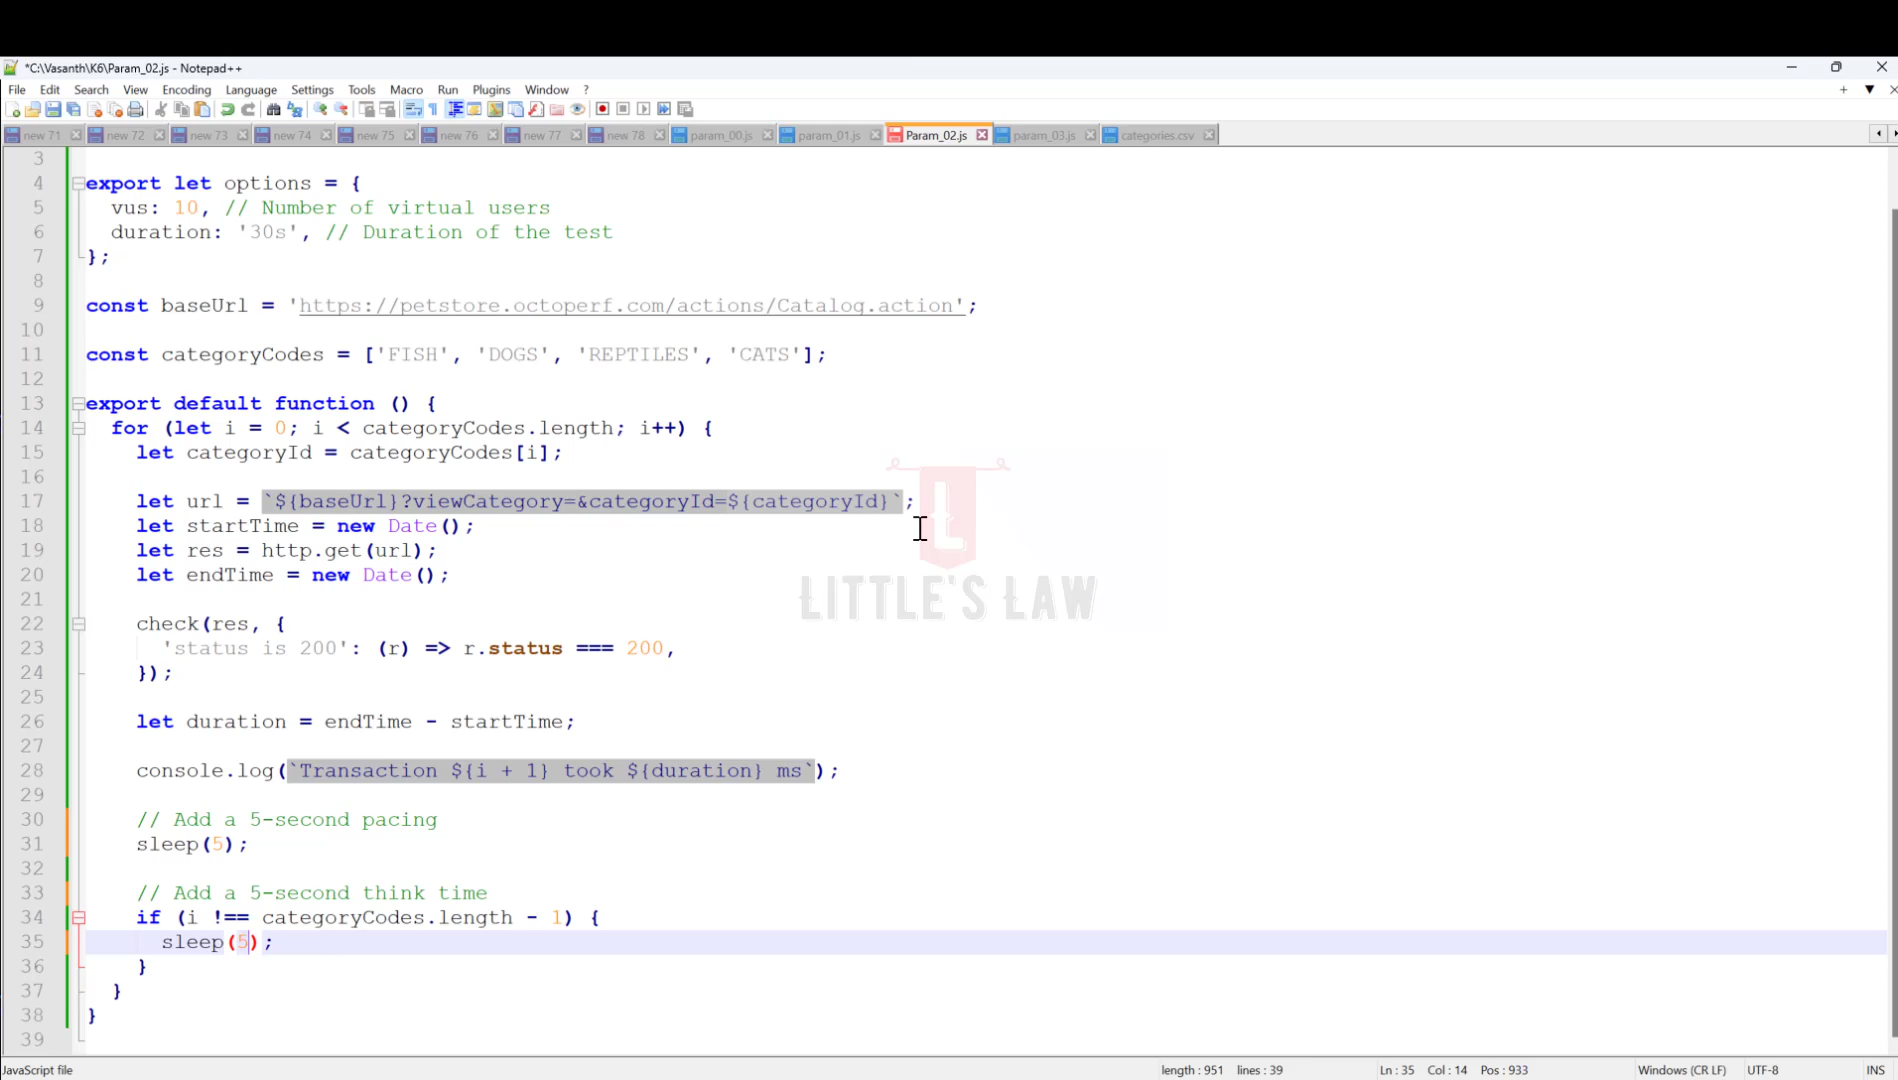 *C:\Vasanth\K6\Param_02.js - Notepad++
File Edit Search View Encoding Language Settings Tools Macro Run Plugins Window ?
new 71 new 72 new 73 new 74 new 75 new 76 new 77 new 78 param_00.js param_01.js Param_02.js param_03.js categories.csv
3
4 export let options = {
5 vus: 10, // Number of virtual users
6 duration: '30s', // Duration of the test
7 };
8
9 const baseUrl = 'https://petstore.octoperf.com/actions/Catalog.action';
10
11 const categoryCodes = ['FISH', 'DOGS', 'REPTILES', 'CATS'];
12
13 export default function () {
14 for (let i = 0; i < categoryCodes.length; i++) {
15 let categoryId = categoryCodes[i];
16
17 let url = `${baseUrl}?viewCategory=&categoryId=${categoryId}`;
18 let startTime = new Date();
19 let res = http.get(url);
20 let endTime = new Date();
21
22 check(res, {
23 'status is 200': (r) => r.status === 200,
24 });
25
26 let duration = endTime - startTime;
27
28 console.log(`Transaction ${i + 1} took ${duration} ms`);
29
30 // Add a 5-second pacing
31 sleep(5);
32
33 // Add a 5-second think time
34 if (i !== categoryCodes.length - 1) {
35 sleep(5);
36 }
37 }
38 }
39
L
LITTLE'S LAW
JavaScript file length : 951 lines : 39 Ln : 35 Col : 14 Pos : 933 Windows (CR LF) UTF-8 INS